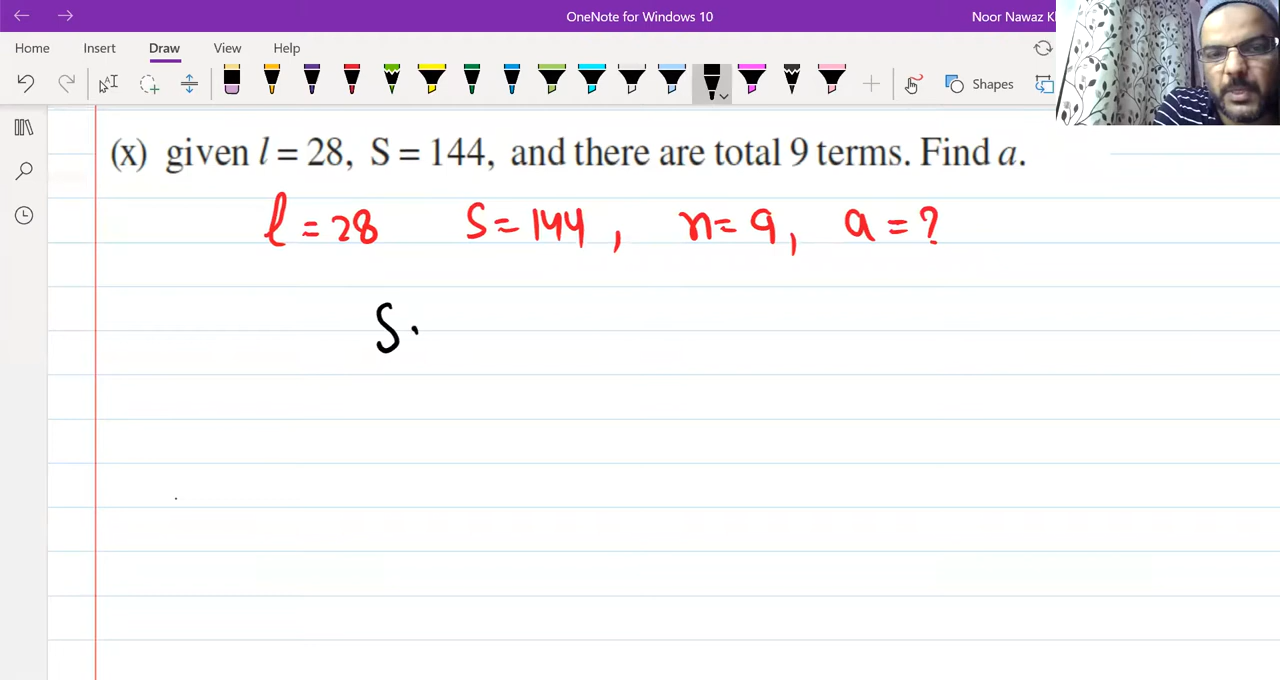 OneNote for Windows 10
Noor Nawaz Kh
Home Insert Draw View Help
Shapes
(x) given l = 28, S = 144, and there are total 9 terms. Find a.
l = 28 S = 144, n = 9, a = ?
S